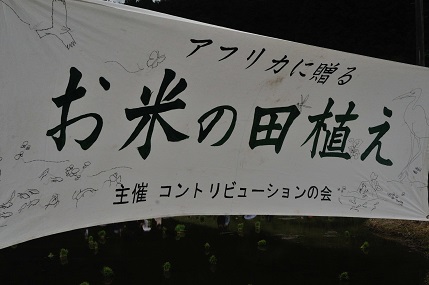 アフリカに贈る
お米の田植え
主催 コントリビューションの会